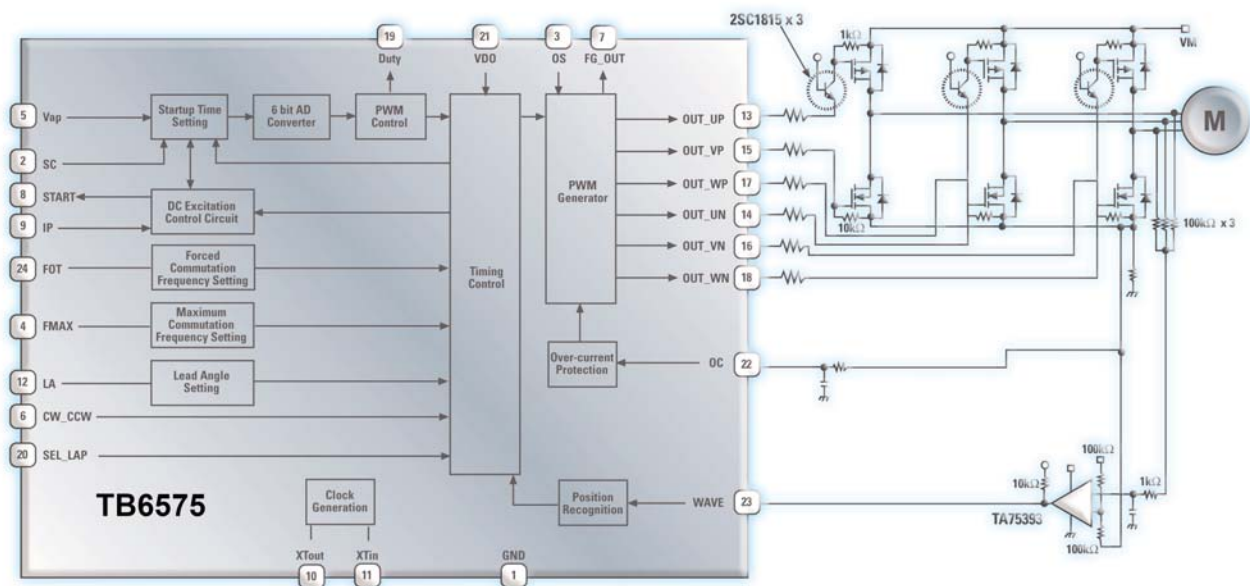 2SC1815 x 3
1kΩ
VM
19
21
3
7
Duty
VDD
OS
FG_OUT
5
Vap
Startup Time
Setting
6 bit AD
Converter
PWM
Control
OUT_UP
13
M
2
SC
OUT_VP
15
8
START
DC Excitation
Control Circuit
PWM
Generator
OUT_WP
17
9
IP
OUT_UN
14
10kΩ
100kΩ x 3
24
FOT
Forced
Commutation
Frequency Setting
Timing
Control
OUT_VN
16
OUT_WN
18
4
FMAX
Maximum
Commutation
Frequency Setting
Over-current
Protection
OC
22
12
LA
Lead Angle
Setting
6
CW_CCW
20
SEL_LAP
100kΩ
TB6575
Clock
Generation
Position
Recognition
WAVE
23
10kΩ
1kΩ
TA75393
100kΩ
XTout
XTin
GND
10
11
1